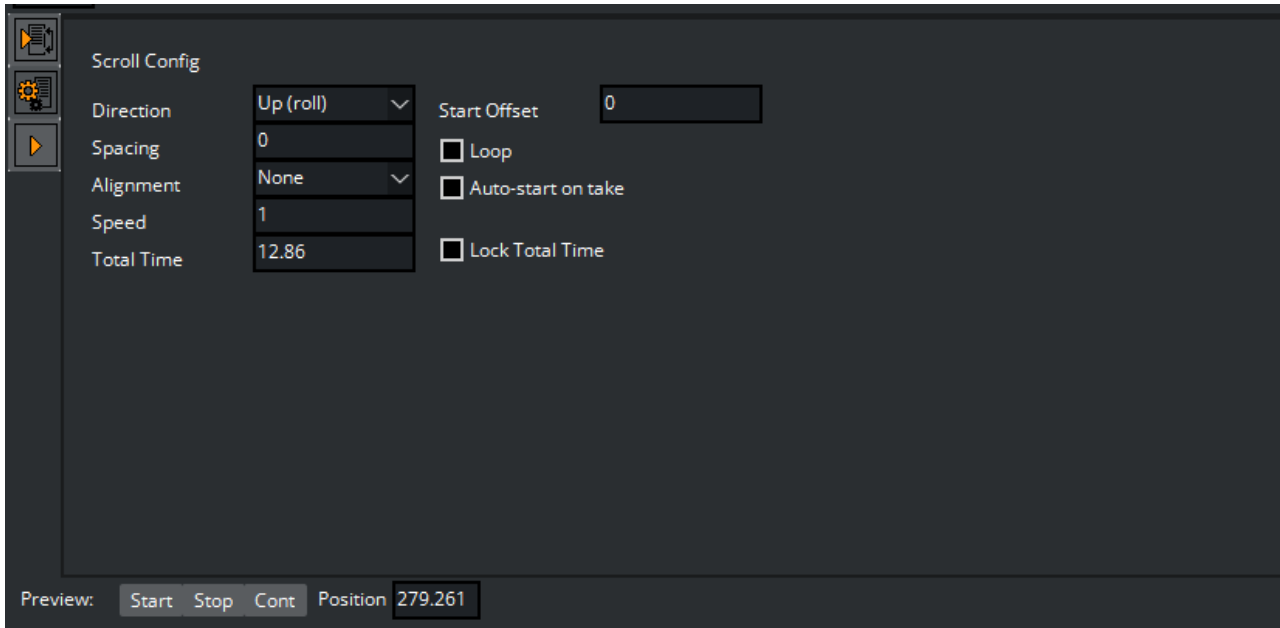 Scroll Config
Direction Up (roll) Start Offset 0
Spacing 0 Loop
Alignment None Auto-start on take
Speed 1
Total Time 12.86 Lock Total Time
Preview: Start Stop Cont Position 279.261